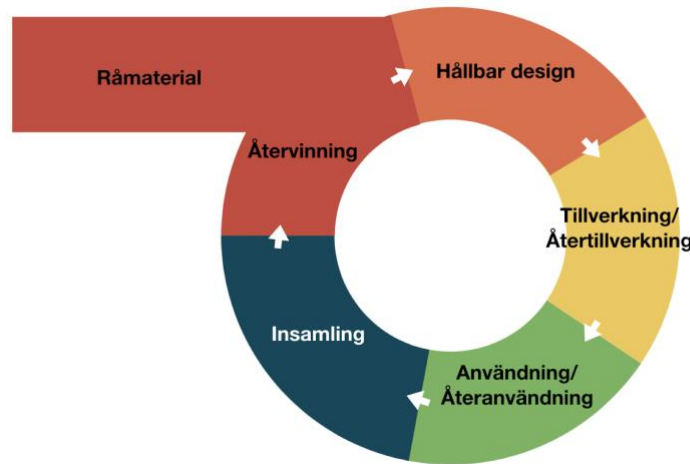 Råmaterial
Hållbar design
Återvinning
Tillverkning/
Återtillverkning
Insamling
Användning/
Återanvändning